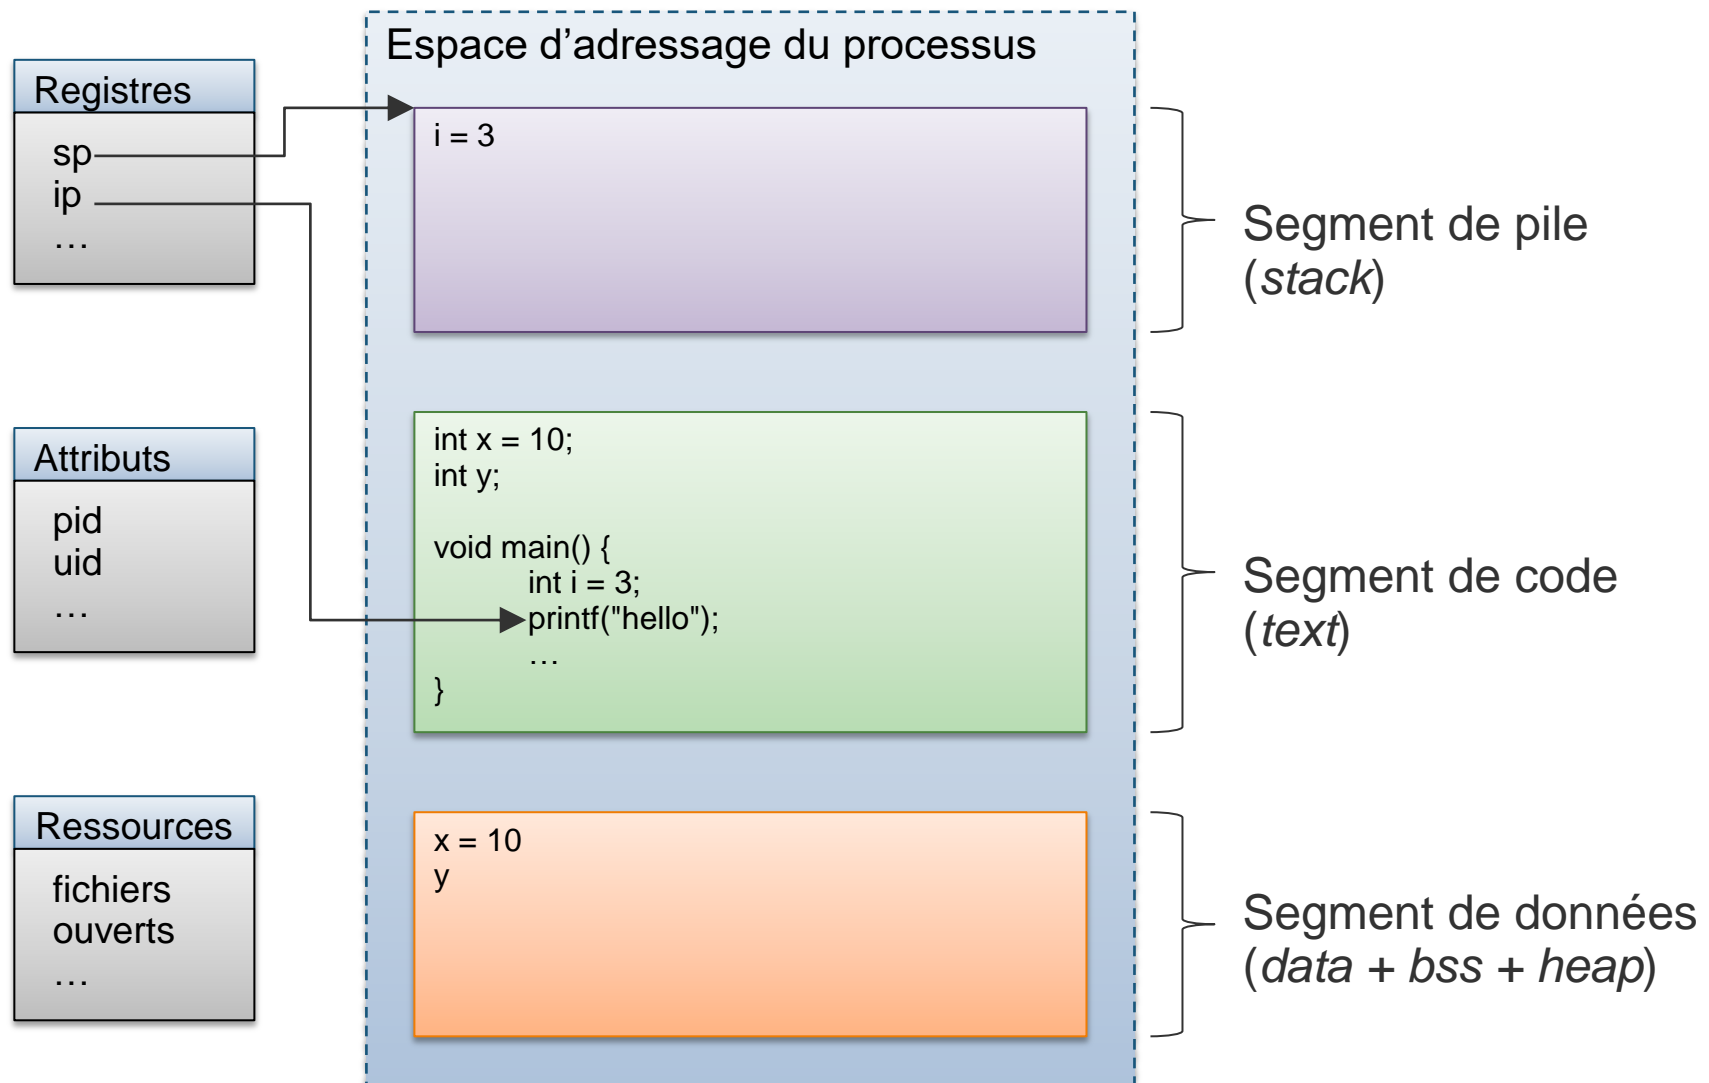 Espace d’adressage du processus
Registres
sp
ip
…
i = 3
Segment de pile
(stack)
Attributs
pid
uid
…
int x = 10;
int y;
void main() {
int i = 3;
printf("hello");
…
}
Segment de code
(text)
Ressources
fichiers
ouverts
…
x = 10
y
Segment de données
(data + bss + heap)